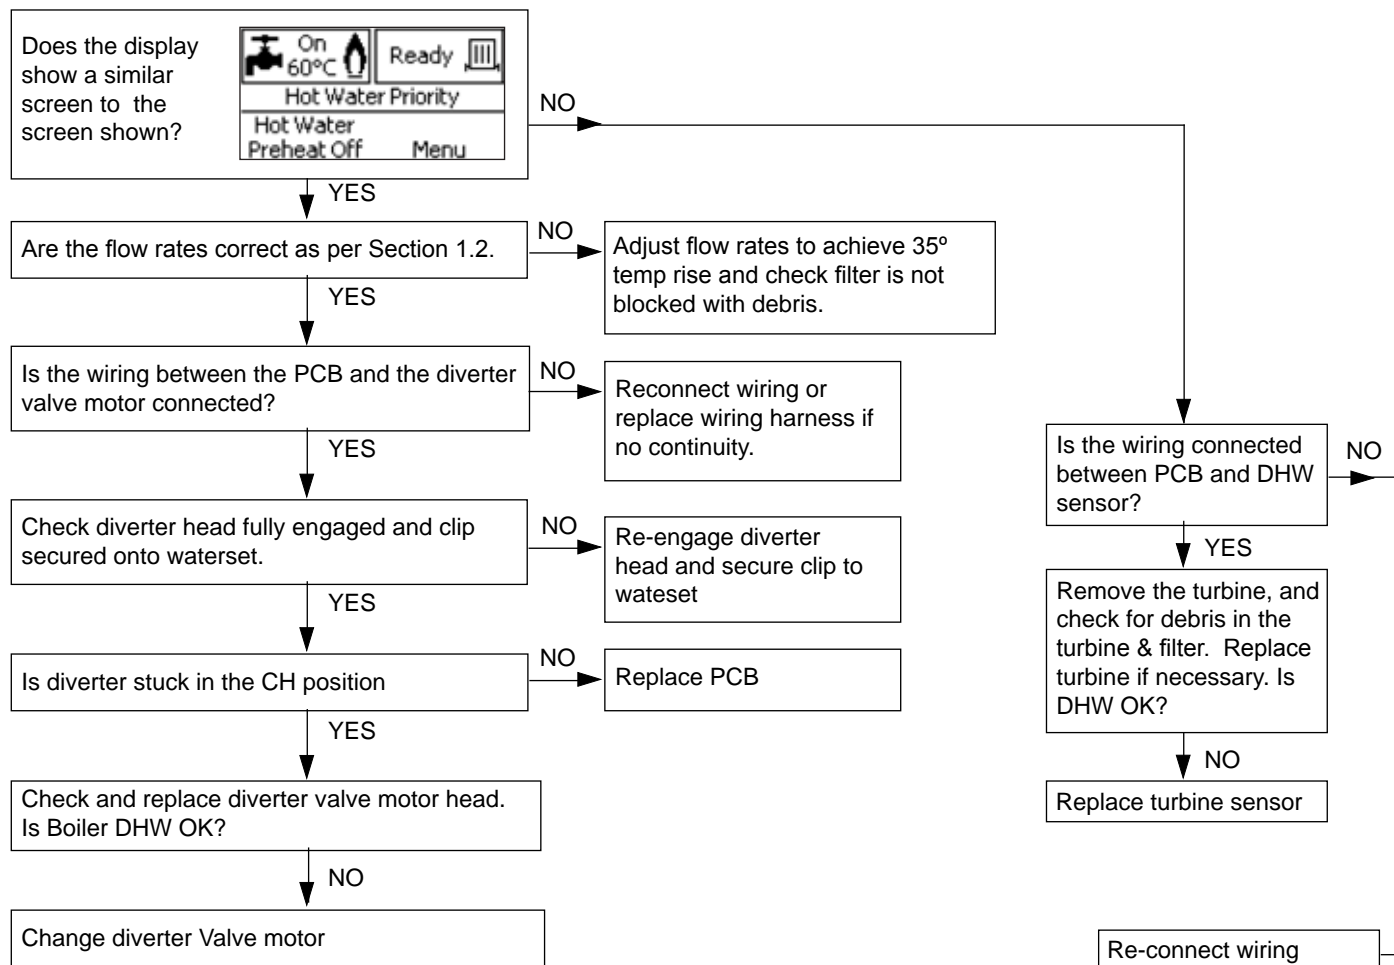 Does the display
show a similar
screen to  the
screen shown?
On
60°C
Ready
Hot Water Priority
Hot Water
Preheat Off
Menu
NO
YES
Are the flow rates correct as per Section 1.2.
NO
Adjust flow rates to achieve 35º
temp rise and check filter is not
blocked with debris.
YES
Is the wiring between the PCB and the diverter
valve motor connected?
NO
Reconnect wiring or
replace wiring harness if
no continuity.
YES
Check diverter head fully engaged and clip
secured onto waterset.
NO
Re-engage diverter
head and secure clip to
wateset
YES
Is diverter stuck in the CH position
NO
Replace PCB
YES
Check and replace diverter valve motor head.
Is Boiler DHW OK?
NO
Change diverter Valve motor
Is the wiring connected
between PCB and DHW
sensor?
NO
YES
Remove the turbine, and
check for debris in the
turbine & filter.  Replace
turbine if necessary. Is
DHW OK?
NO
Replace turbine sensor
Re-connect wiring